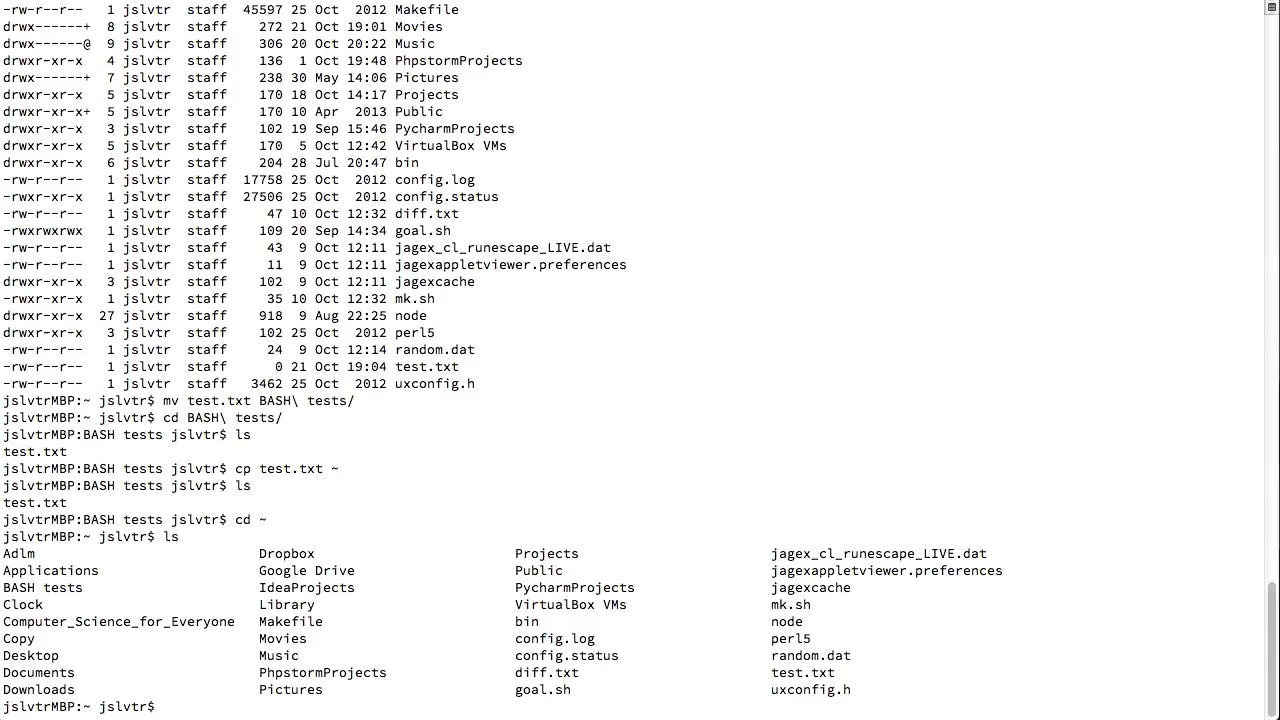 -rw-r--r--   1 jslvtr  staff  45597 25 Oct  2012 Makefile
drwx------+  8 jslvtr  staff    272 21 Oct 19:01 Movies
drwx------@  9 jslvtr  staff    306 20 Oct 20:22 Music
drwxr-xr-x   4 jslvtr  staff    136  1 Oct 19:48 PhpstormProjects
drwx------+  7 jslvtr  staff    238 30 May 14:06 Pictures
drwxr-xr-x   5 jslvtr  staff    170 18 Oct 14:17 Projects
drwxr-xr-x+  5 jslvtr  staff    170 10 Apr  2013 Public
drwxr-xr-x   3 jslvtr  staff    102 19 Sep 15:46 PycharmProjects
drwxr-xr-x   5 jslvtr  staff    170  5 Oct 12:42 VirtualBox VMs
drwxr-xr-x   6 jslvtr  staff    204 28 Jul 20:47 bin
-rw-r--r--   1 jslvtr  staff  17758 25 Oct  2012 config.log
-rwxr-xr-x   1 jslvtr  staff  27506 25 Oct  2012 config.status
-rw-r--r--   1 jslvtr  staff     47 10 Oct 12:32 diff.txt
-rwxrwxrwx   1 jslvtr  staff    109 20 Sep 14:34 goal.sh
-rw-r--r--   1 jslvtr  staff     43  9 Oct 12:11 jagex_cl_runescape_LIVE.dat
-rw-r--r--   1 jslvtr  staff     11  9 Oct 12:11 jagexappletviewer.preferences
drwxr-xr-x   3 jslvtr  staff    102  9 Oct 12:11 jagexcache
-rwxr-xr-x   1 jslvtr  staff     35 10 Oct 12:32 mk.sh
drwxr-xr-x  27 jslvtr  staff    918  9 Aug 22:25 node
drwxr-xr-x   3 jslvtr  staff    102 25 Oct  2012 perl5
-rw-r--r--   1 jslvtr  staff     24  9 Oct 12:14 random.dat
-rw-r--r--   1 jslvtr  staff      0 21 Oct 19:04 test.txt
-rw-r--r--   1 jslvtr  staff   3462 25 Oct  2012 uxconfig.h
jslvtrMBP:~ jslvtr$ mv test.txt BASH\ tests/
jslvtrMBP:~ jslvtr$ cd BASH\ tests/
jslvtrMBP:BASH tests jslvtr$ ls
test.txt
jslvtrMBP:BASH tests jslvtr$ cp test.txt ~
jslvtrMBP:BASH tests jslvtr$ ls
test.txt
jslvtrMBP:BASH tests jslvtr$ cd ~
jslvtrMBP:~ jslvtr$ ls
Adlm                            Dropbox                         Projects                        jagex_cl_runescape_LIVE.dat
Applications                    Google Drive                    Public                          jagexappletviewer.preferences
BASH tests                      IdeaProjects                    PycharmProjects                 jagexcache
Clock                           Library                         VirtualBox VMs                  mk.sh
Computer_Science_for_Everyone   Makefile                        bin                             node
Copy                            Movies                          config.log                      perl5
Desktop                         Music                           config.status                   random.dat
Documents                       PhpstormProjects                diff.txt                        test.txt
Downloads                       Pictures                        goal.sh                         uxconfig.h
jslvtrMBP:~ jslvtr$